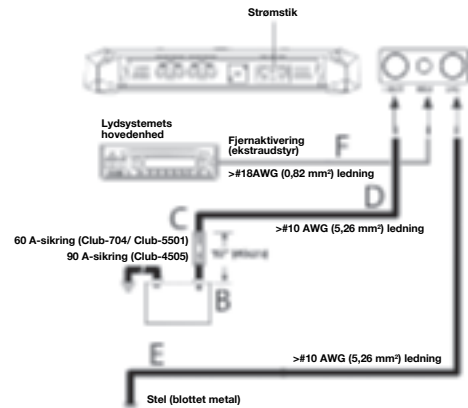 Strømstik
Lydsystemets
hovedenhed
Fjernaktivering
(ekstraudstyr)
F
>#18AWG (0,82 mm²) ledning
D
C
>#10 AWG (5,26 mm²) ledning
60 A-sikring (Club-704/ Club-5501)
90 A-sikring (Club-4505)
B
E
>#10 AWG (5,26 mm²) ledning
Stel (blottet metal)